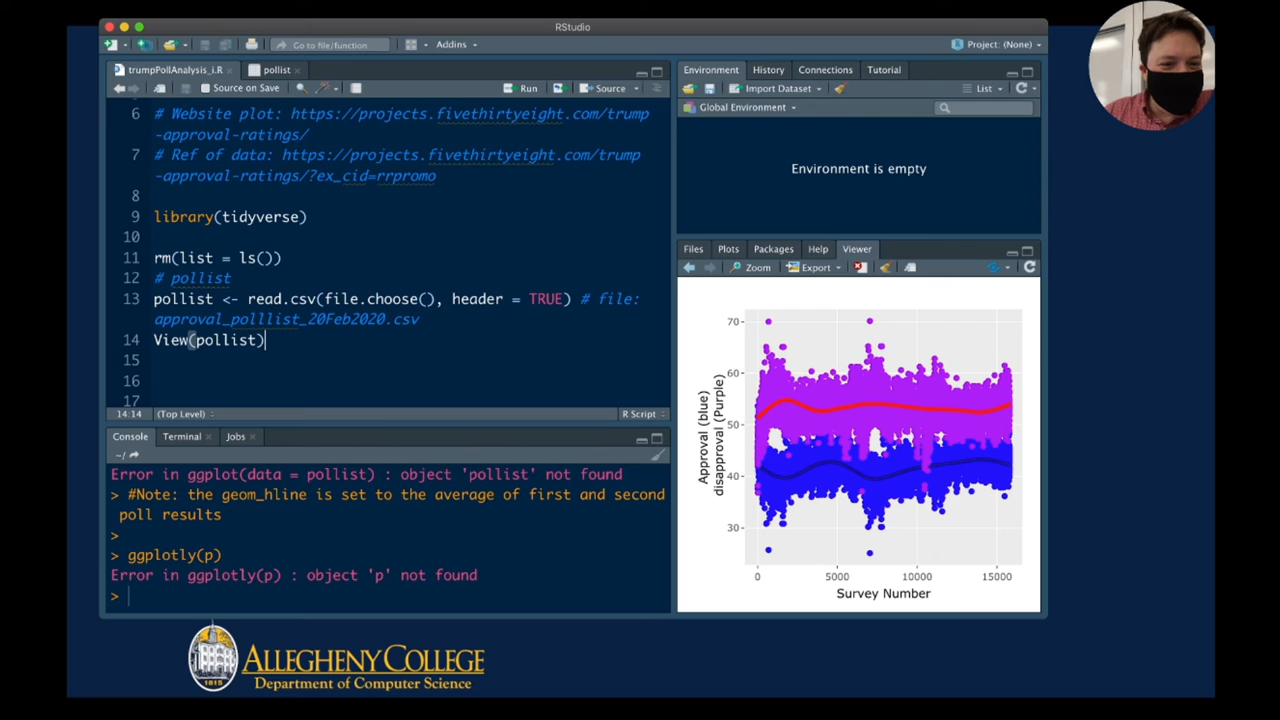 RStudio
Go to file/function
Addins
Project: (None)
trumpPollAnalysis_i.R
pollist
Source on Save
Run
Source
6 # Website plot: https://projects.fivethirtyeight.com/trump
-approval-ratings/
7 # Ref of data: https://projects.fivethirtyeight.com/trump
-approval-ratings/?ex_cid=rrpromo
8
9 library(tidyverse)
10
11 rm(list = ls())
12 # pollist
13 pollist <- read.csv(file.choose(), header = TRUE) # file:
approval_polllist_20Feb2020.csv
14 View(pollist)
15
16
17
14:14 (Top Level) R Script
Console Terminal Jobs
~/
Error in ggplot(data = pollist) : object 'pollist' not found
> #Note: the geom_hline is set to the average of first and second
poll results
>
> ggplotly(p)
Error in ggplotly(p) : object 'p' not found
>
Environment History Connections Tutorial
Import Dataset List
Global Environment
Environment is empty
Files Plots Packages Help Viewer
Zoom Export
70
60
50
40
30
Approval (blue)
disapproval (Purple)
0 5000 10000 15000
Survey Number
1815
ALLEGHENY COLLEGE
Department of Computer Science